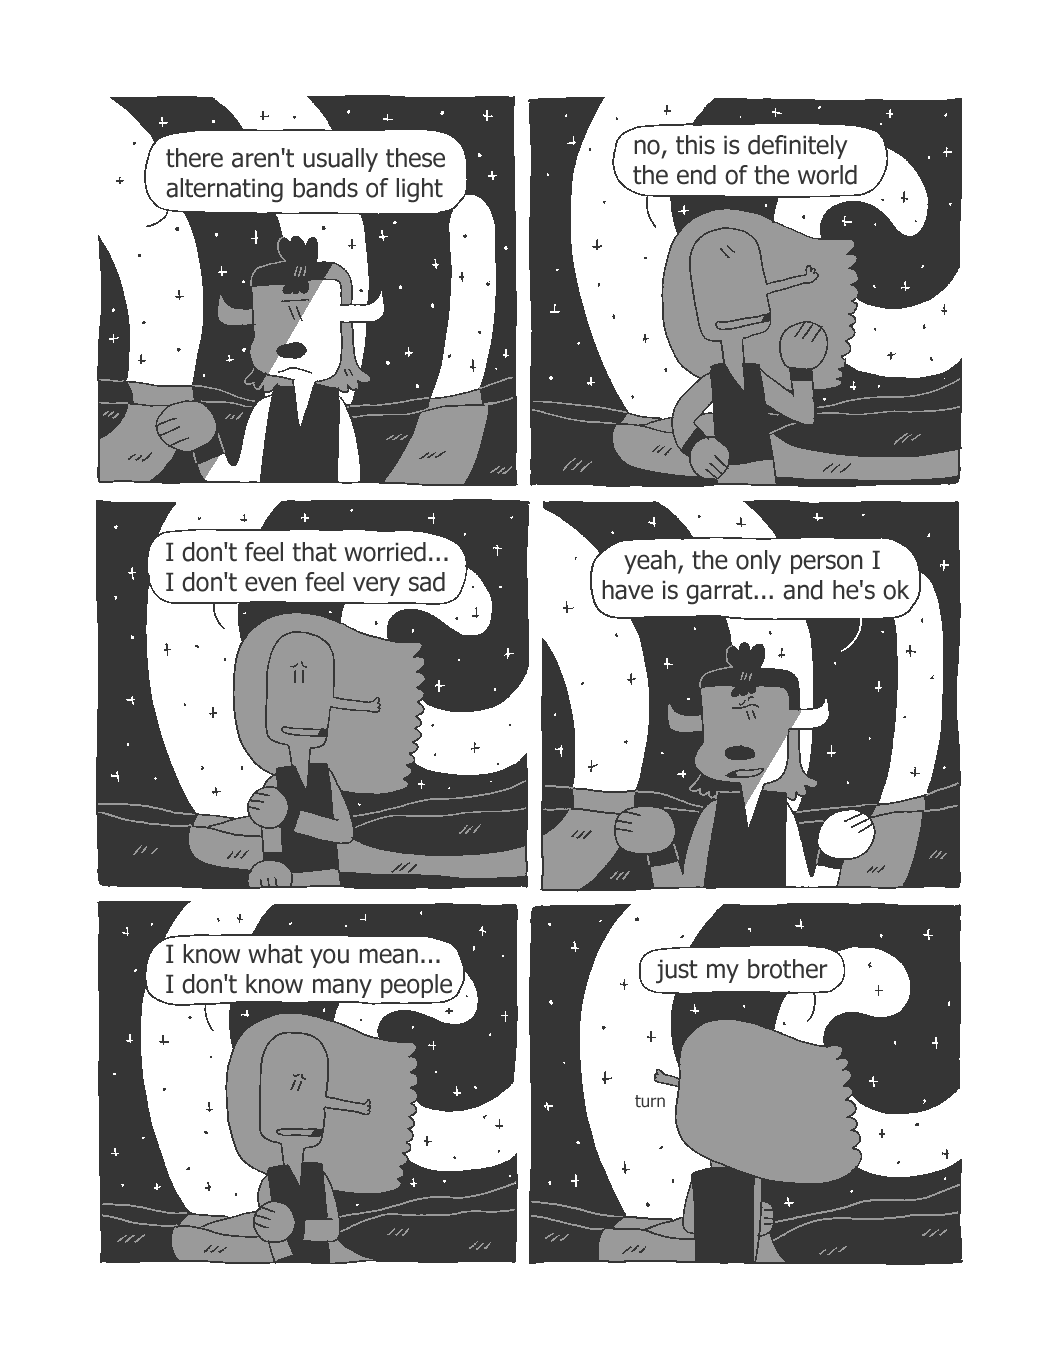 there aren't usually these
alternating bands of light
no, this is definitely
the end of the world
I don't feel that worried...
I don't even feel very sad
yeah, the only person I
have is garrat... and he's ok
I know what you mean...
I don't know many people
just my brother
turn